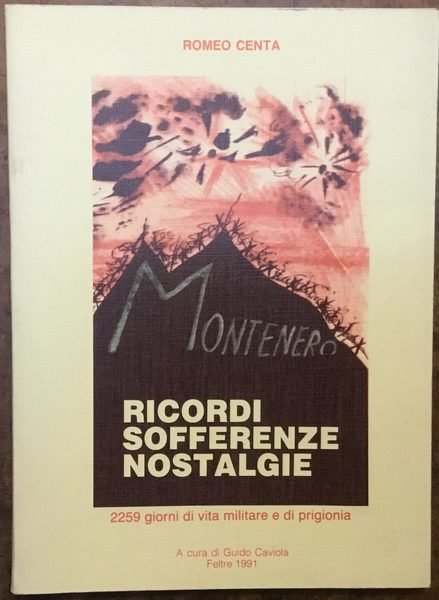 ROMEO CENTA
MONTENERO
RICORDI
SOFFERENZE
NOSTALGIE
2259 giorni di vita militare e di prigionia
A cura di Guido Caviola
Feltre 1991